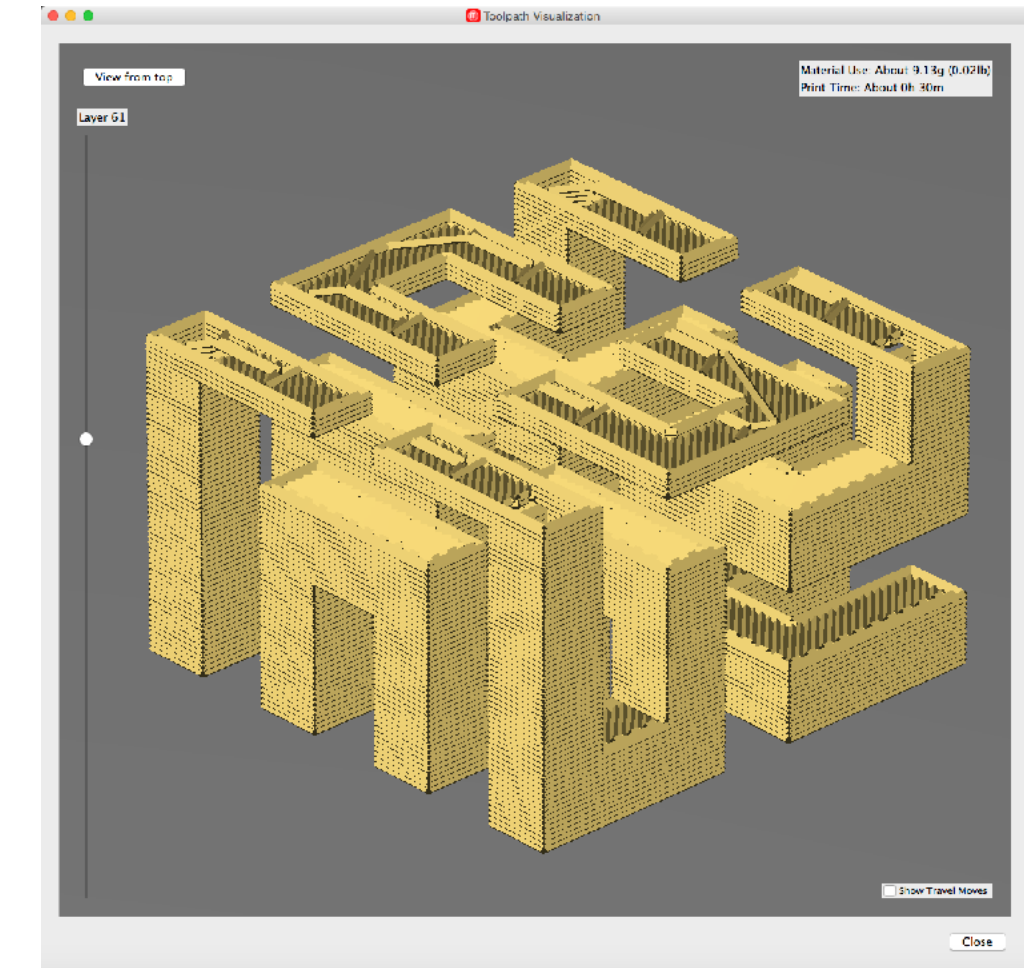 Toolpath Visualization
View from top
Material Use: About 9.13g (0.02lb)
Print Time: About 0h 30m
Layer 61
Show Travel Moves
Close